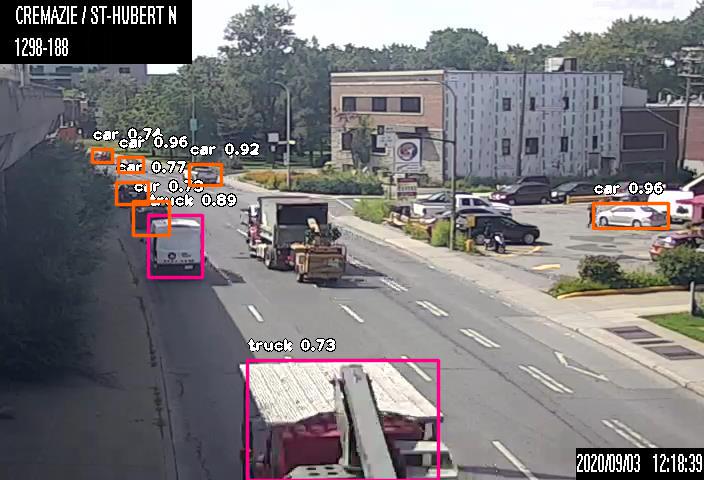 CREMAZIE / ST-HUBERT N
1298-188
car 0.74
car 0.96
car 0.92
car 0.77
car 0.73
truck 0.89
car 0.96
truck 0.73
2020/09/03 12:18:39